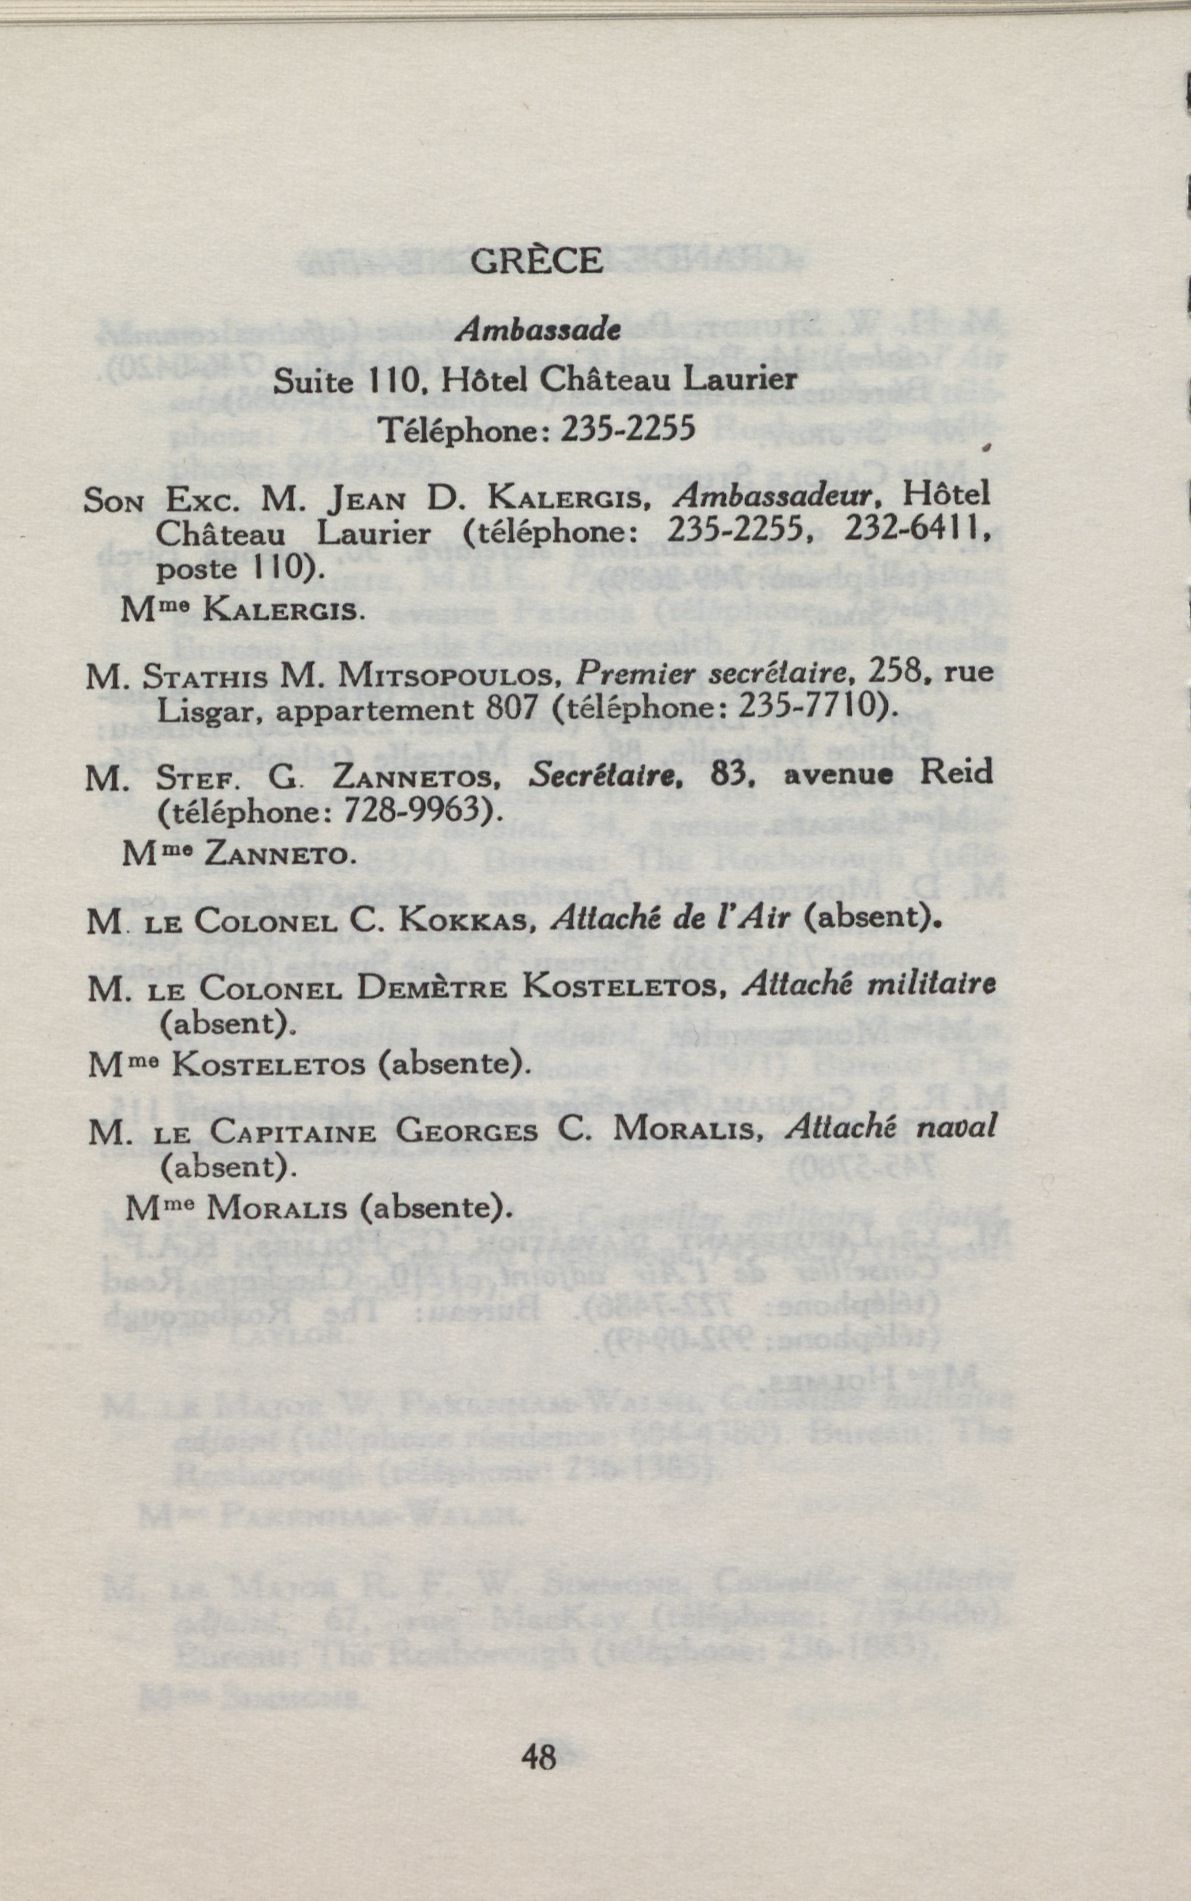 GRÈCE
Ambassade
Suite 110, Hôtel Château Laurier
Téléphone: 235-2255
SON EXC. M. JEAN D. KALERGIS, Ambassadeur, Hôtel
Château Laurier (téléphone: 235-2255, 232-6411,
poste 110).
Mme KALERGIS.
M. STATHIS M. MITSOPOULOS, Premier secrétaire, 258, rue
Lisgar, appartement 807 (téléphone: 235-7710).
M. STEF. G. ZANNETOS, Secrétaire, 83, avenue Reid
(téléphone: 728-9963).
Mme ZANNETO.
M. LE COLONEL C. KOKKAS, Attaché de l'Air (absent).
M. LE COLONEL DEMÈTRE KOSTELETOS, Attaché militaire
(absent).
Mme KOSTELETOS (absente).
M. LE CAPITAINE GEORGES C. MORALIS, Attaché naval
(absent).
Mme MORALIS (absente).
48